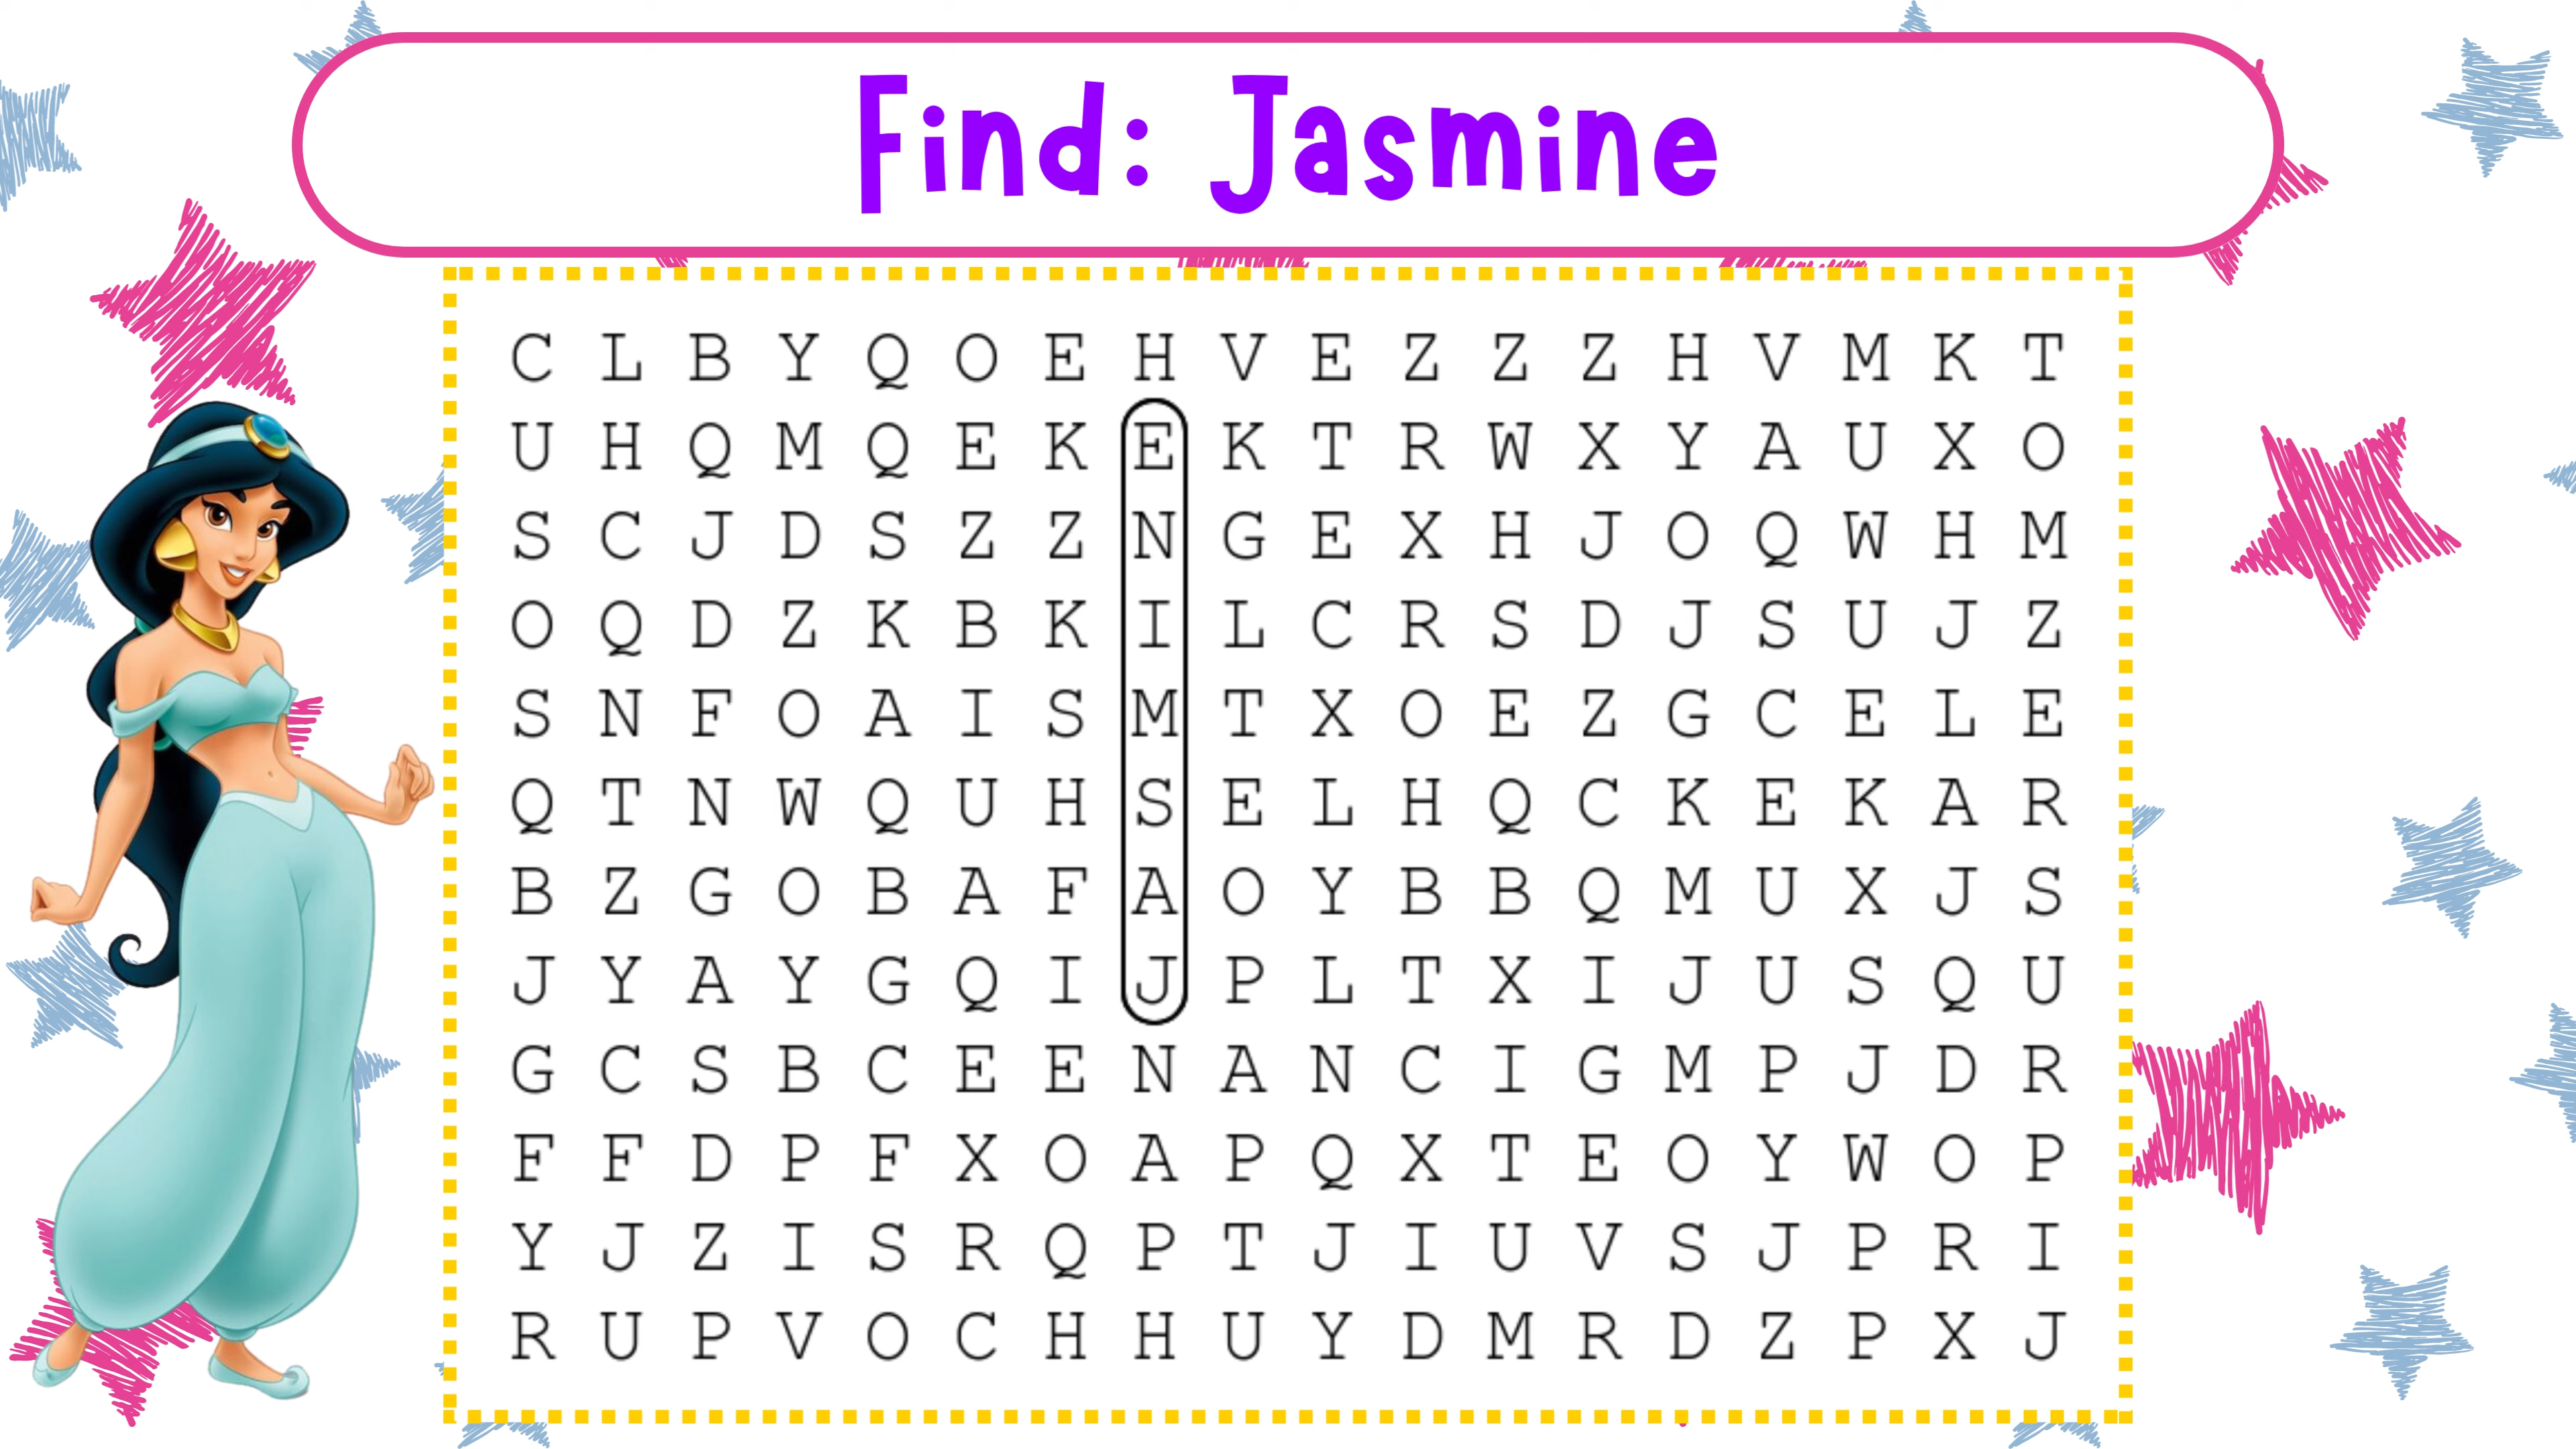 Find: Jasmine
C L B Y Q O E H V E Z Z Z H V M K T
U H Q M Q E K E K T R W X Y A U X O
S C J D S Z Z N G E X H J O Q W H M
O Q D Z K B K I L C R S D J S U J Z
S N F O A I S M T X O E Z G C E L E
Q T N W Q U H S E L H Q C K E K A R
B Z G O B A F A O Y B B Q M U X J S
J Y A Y G Q I J P L T X I J U S Q U
G C S B C E E N A N C I G M P J D R
F F D P F X O A P Q X T E O Y W O P
Y J Z I S R Q P T J I U V S J P R I
R U P V O C H H U Y D M R D Z P X J